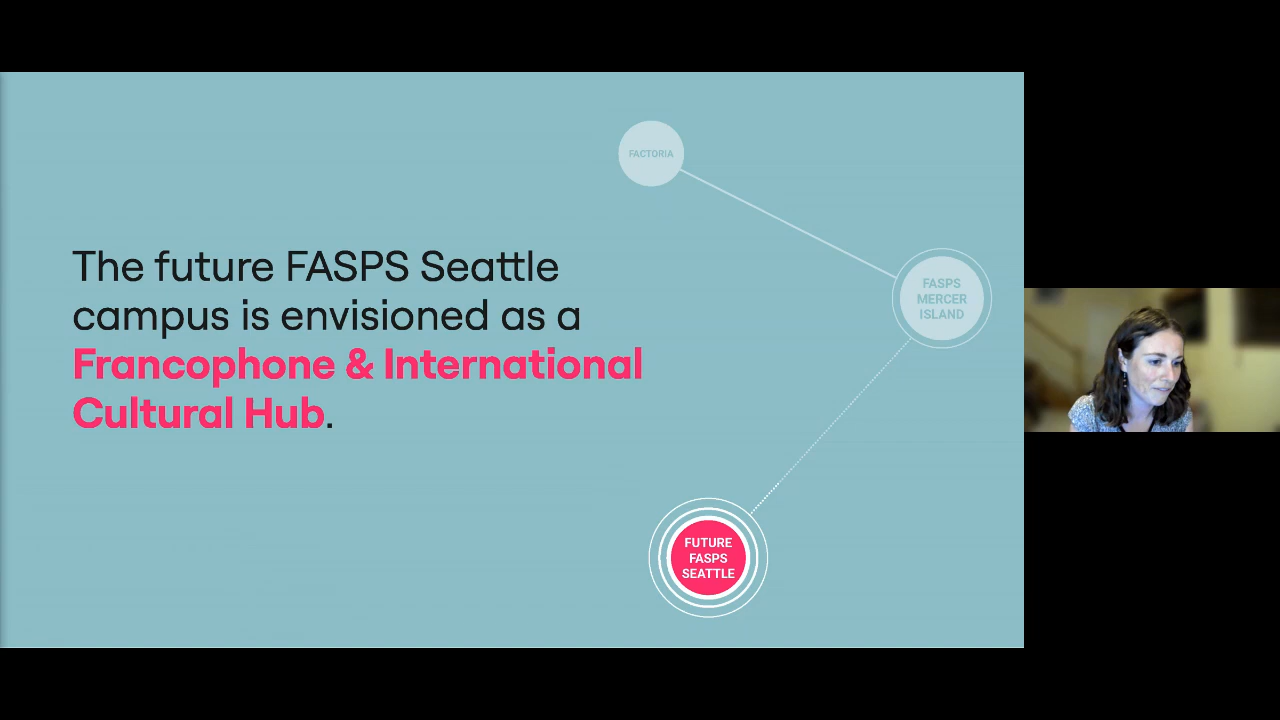 FACTORIA
The future FASPS Seattle
campus is envisioned as a
Francophone & International
Cultural Hub.
FASPS
MERCER
ISLAND
FUTURE
FASPS
SEATTLE